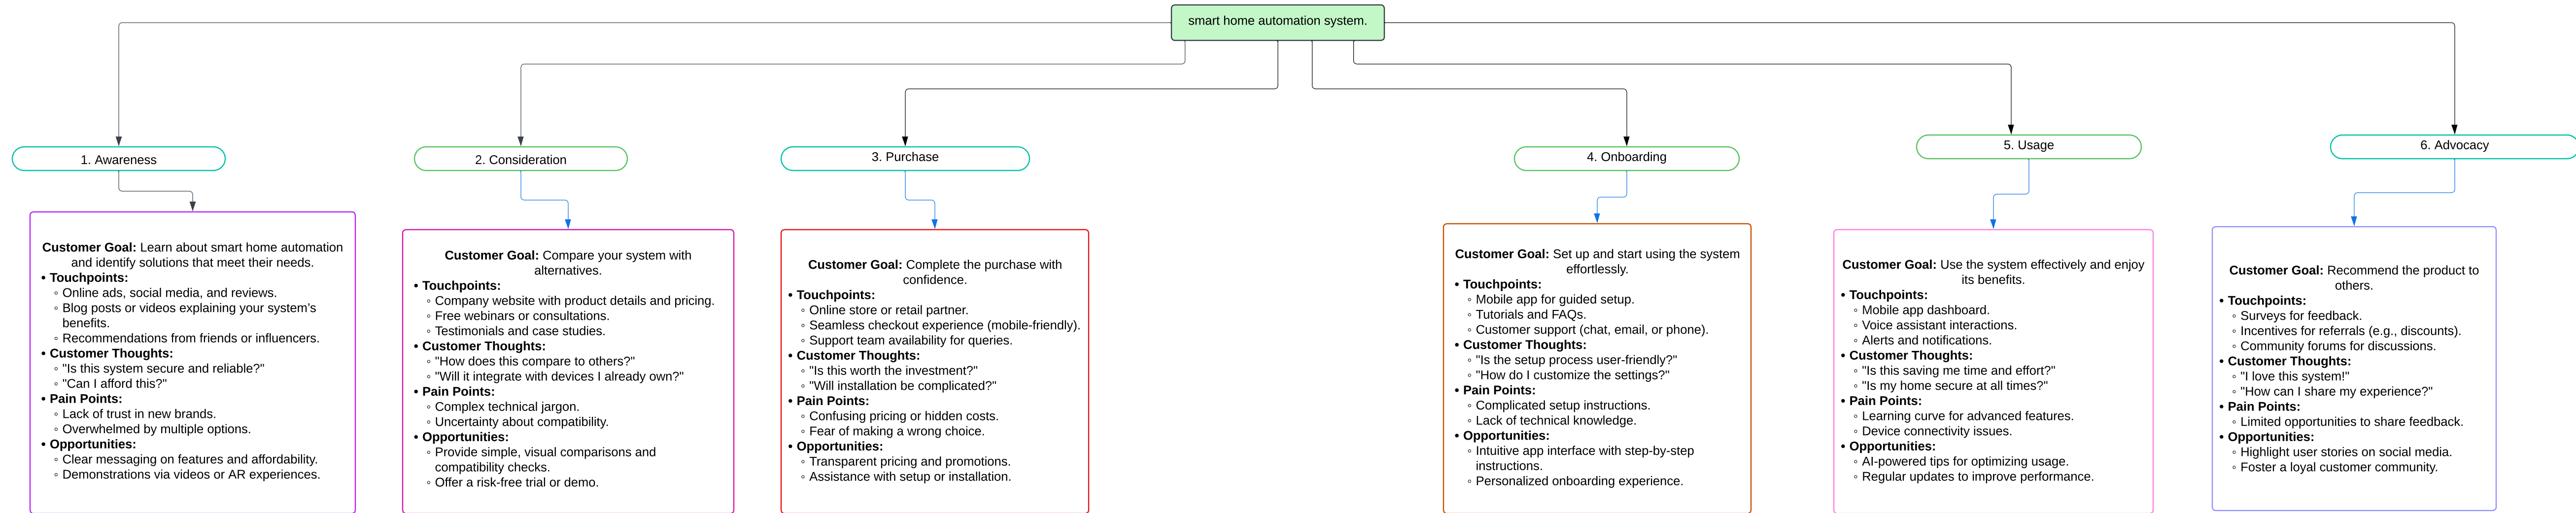 smart home automation system.
1. Awareness
Customer Goal: Learn about smart home automation
and identify solutions that meet their needs.
• Touchpoints:
◦ Online ads, social media, and reviews.
◦ Blog posts or videos explaining your system’s
benefits.
◦ Recommendations from friends or influencers.
• Customer Thoughts:
◦ "Is this system secure and reliable?"
◦ "Can I afford this?"
• Pain Points:
◦ Lack of trust in new brands.
◦ Overwhelmed by multiple options.
• Opportunities:
◦ Clear messaging on features and affordability.
◦ Demonstrations via videos or AR experiences.
2. Consideration
Customer Goal: Compare your system with
alternatives.
• Touchpoints:
◦ Company website with product details and pricing.
◦ Free webinars or consultations.
◦ Testimonials and case studies.
• Customer Thoughts:
◦ "How does this compare to others?"
◦ "Will it integrate with devices I already own?"
• Pain Points:
◦ Complex technical jargon.
◦ Uncertainty about compatibility.
• Opportunities:
◦ Provide simple, visual comparisons and
compatibility checks.
◦ Offer a risk-free trial or demo.
3. Purchase
Customer Goal: Complete the purchase with
confidence.
• Touchpoints:
◦ Online store or retail partner.
◦ Seamless checkout experience (mobile-friendly).
◦ Support team availability for queries.
• Customer Thoughts:
◦ "Is this worth the investment?"
◦ "Will installation be complicated?"
• Pain Points:
◦ Confusing pricing or hidden costs.
◦ Fear of making a wrong choice.
• Opportunities:
◦ Transparent pricing and promotions.
◦ Assistance with setup or installation.
4. Onboarding
Customer Goal: Set up and start using the system
effortlessly.
• Touchpoints:
◦ Mobile app for guided setup.
◦ Tutorials and FAQs.
◦ Customer support (chat, email, or phone).
• Customer Thoughts:
◦ "Is the setup process user-friendly?"
◦ "How do I customize the settings?"
• Pain Points:
◦ Complicated setup instructions.
◦ Lack of technical knowledge.
• Opportunities:
◦ Intuitive app interface with step-by-step
instructions.
◦ Personalized onboarding experience.
5. Usage
Customer Goal: Use the system effectively and enjoy
its benefits.
• Touchpoints:
◦ Mobile app dashboard.
◦ Voice assistant interactions.
◦ Alerts and notifications.
• Customer Thoughts:
◦ "Is this saving me time and effort?"
◦ "Is my home secure at all times?"
• Pain Points:
◦ Learning curve for advanced features.
◦ Device connectivity issues.
• Opportunities:
◦ AI-powered tips for optimizing usage.
◦ Regular updates to improve performance.
6. Advocacy
Customer Goal: Recommend the product to
others.
• Touchpoints:
◦ Surveys for feedback.
◦ Incentives for referrals (e.g., discounts).
◦ Community forums for discussions.
• Customer Thoughts:
◦ "I love this system!"
◦ "How can I share my experience?"
• Pain Points:
◦ Limited opportunities to share feedback.
• Opportunities:
◦ Highlight user stories on social media.
◦ Foster a loyal customer community.